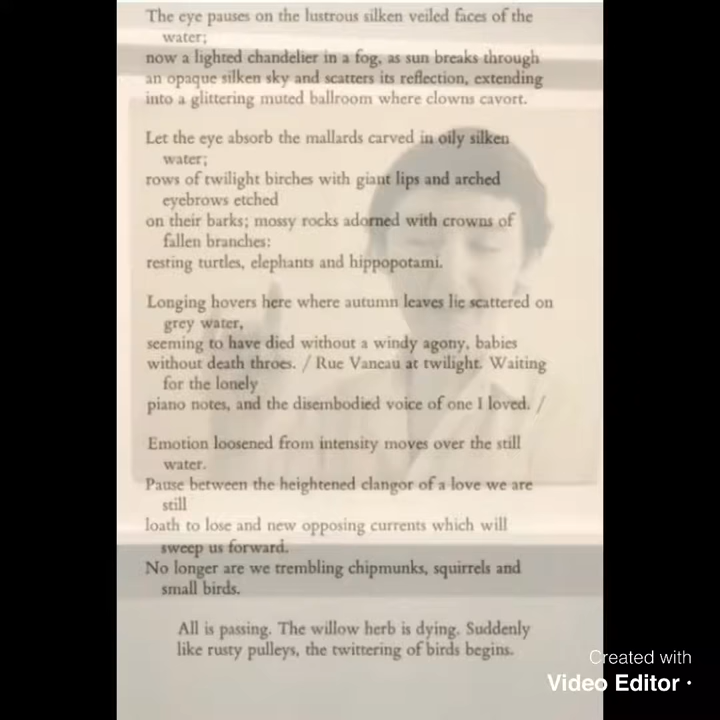 The eye pauses on the lustrous silken veiled faces of the
water;
now a lighted chandelier in a fog, as sun breaks through
an opaque silken sky and scatters its reflection, extending
into a glittering muted ballroom where clowns cavort.
Let the eye absorb the mallards carved in oily silken
water;
rows of twilight birches with giant lips and arched
eyebrows etched
on their barks; mossy rocks adorned with crowns of
fallen branches:
resting turtles, elephants and hippopotami.
Longing hovers here where autumn leaves lie scattered on
grey water,
seeming to have died without a windy agony, babies
without death throes. / Rue Vaneau at twilight. Waiting
for the lonely
piano notes, and the disembodied voice of one I loved. /
Emotion loosened from intensity moves over the still
water.
Pause between the heightened clangor of a love we are
still
loath to lose and new opposing currents which will
sweep us forward.
No longer are we trembling chipmunks, squirrels and
small birds.
All is passing. The willow herb is dying. Suddenly
like rusty pulleys, the twittering of birds begins.
Created with
Video Editor ·